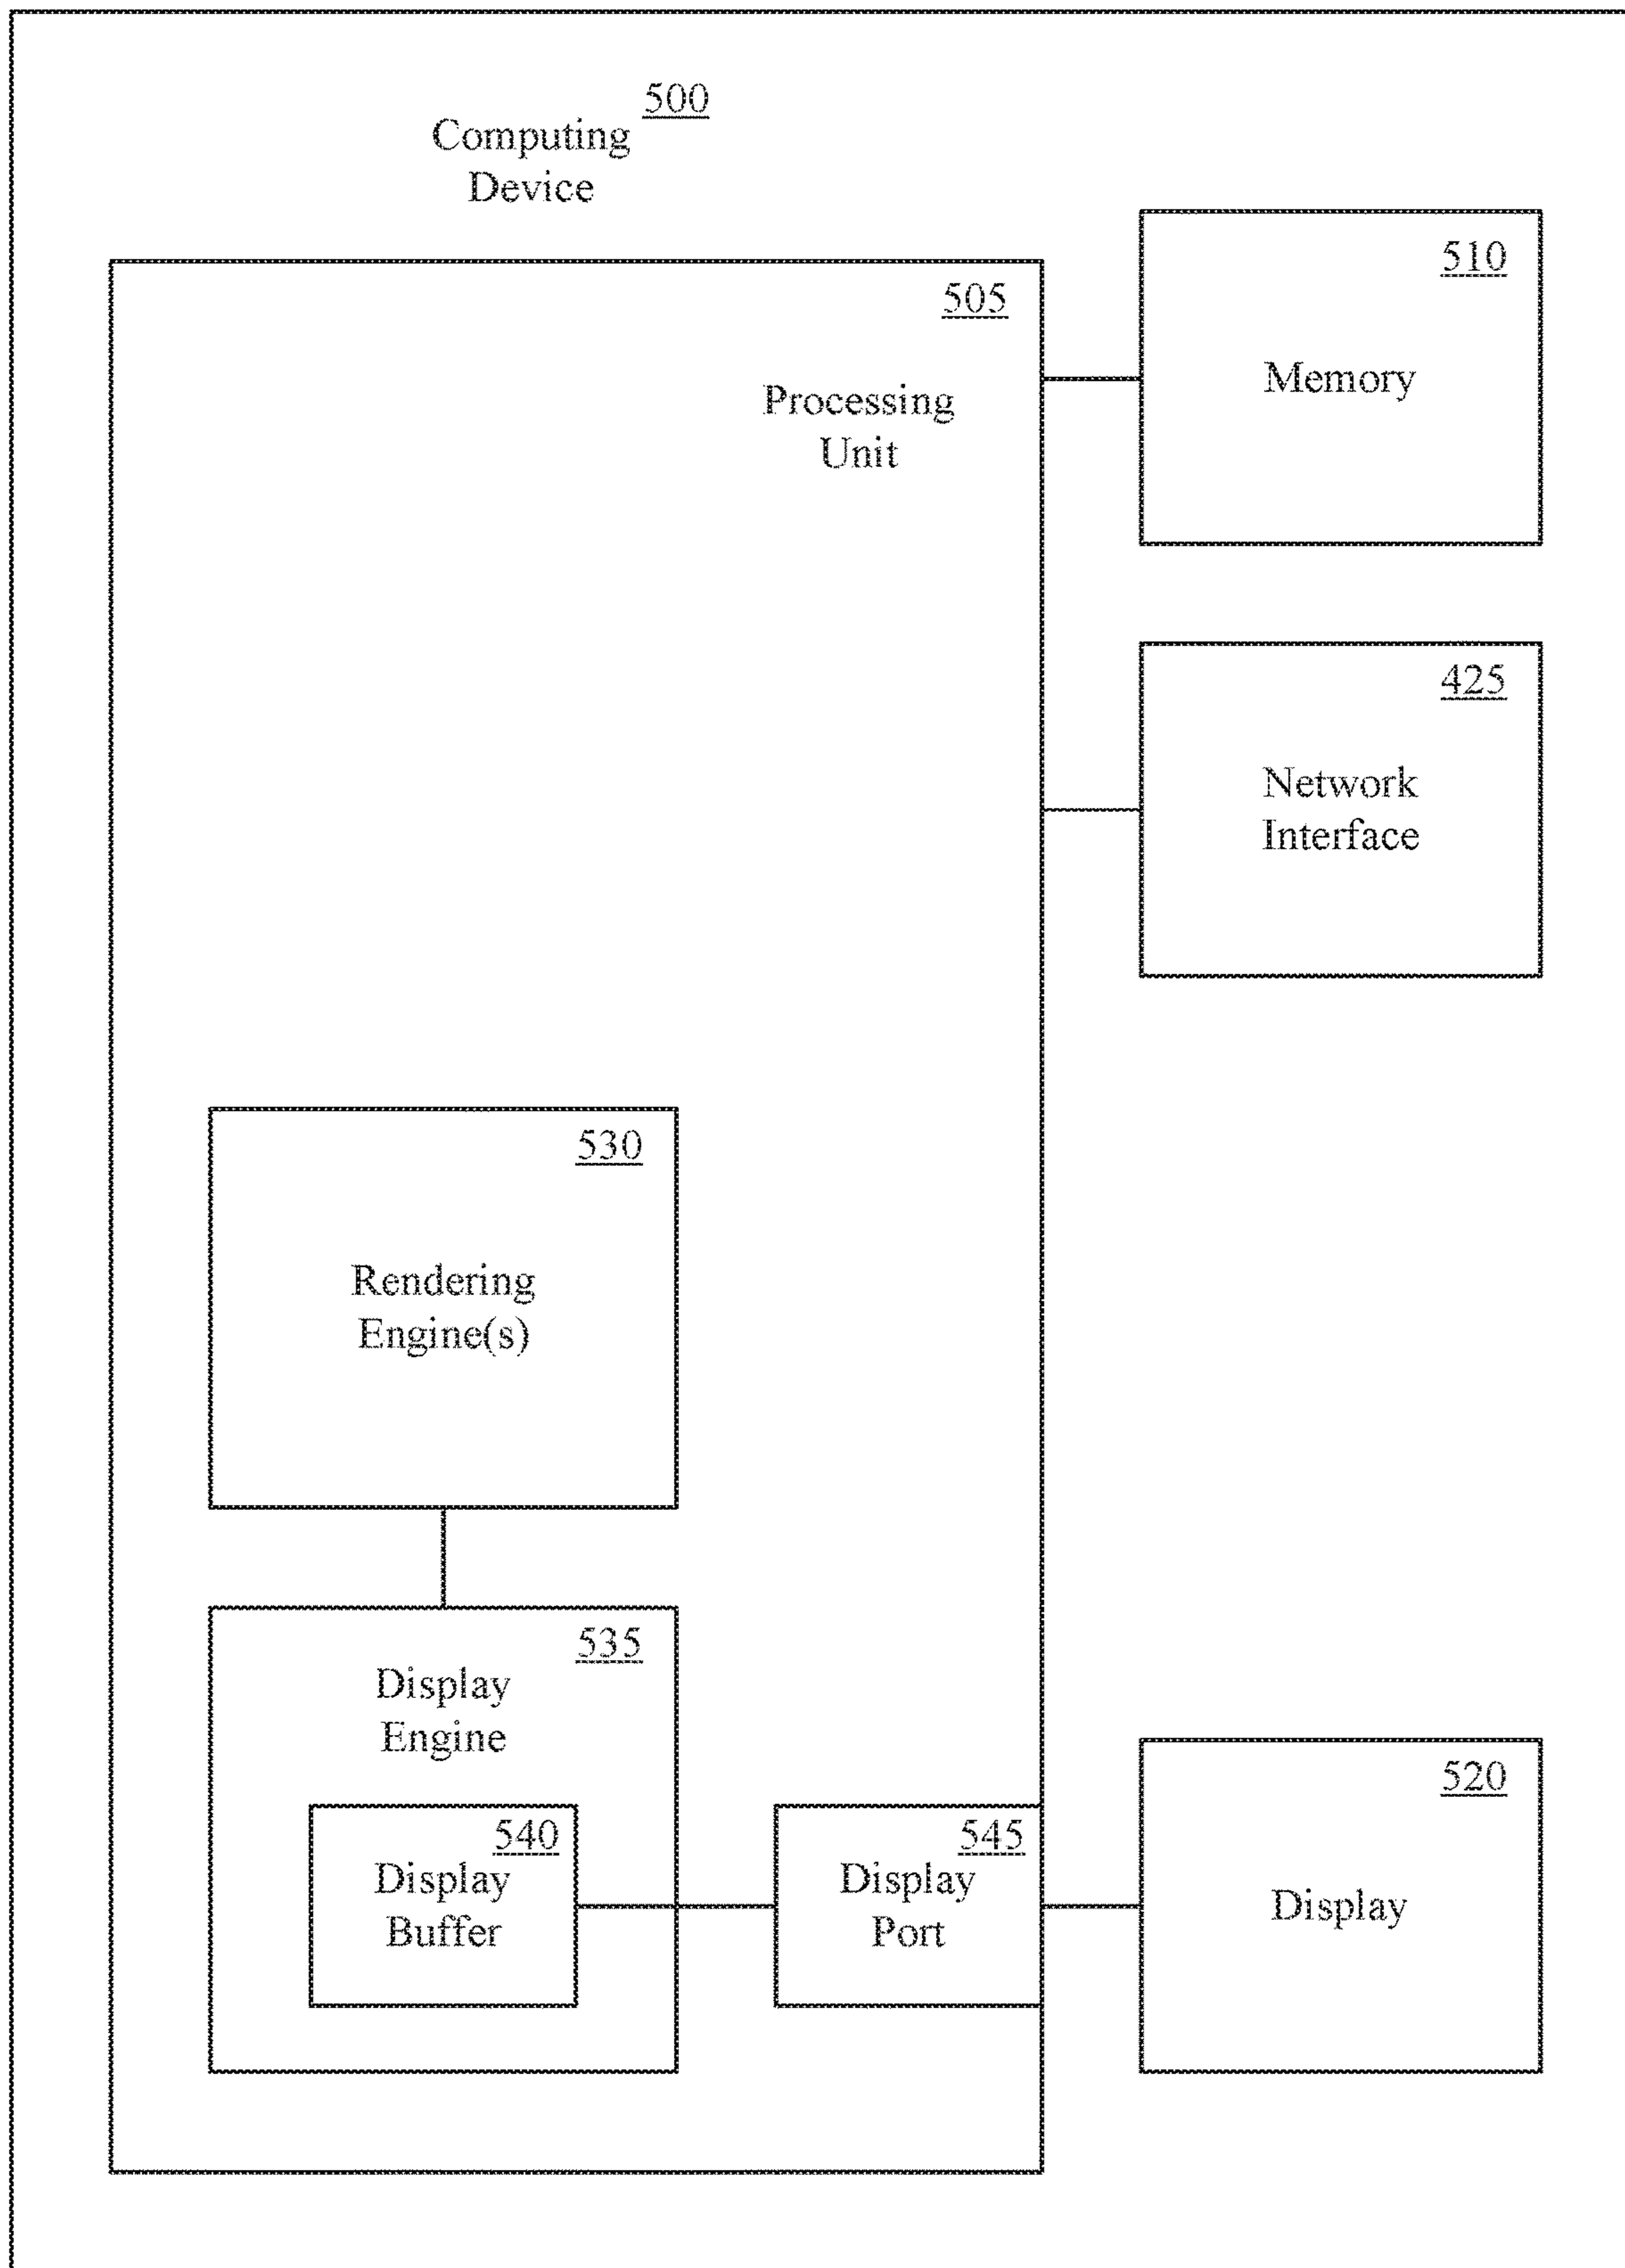 500
Computing
Device
510
Memory
505
Processing
Unit
425
Network
Interface
530
Rendering
Engine(s)
535
Display
Engine
540
Display
Buffer
545
Display
Port
520
Display